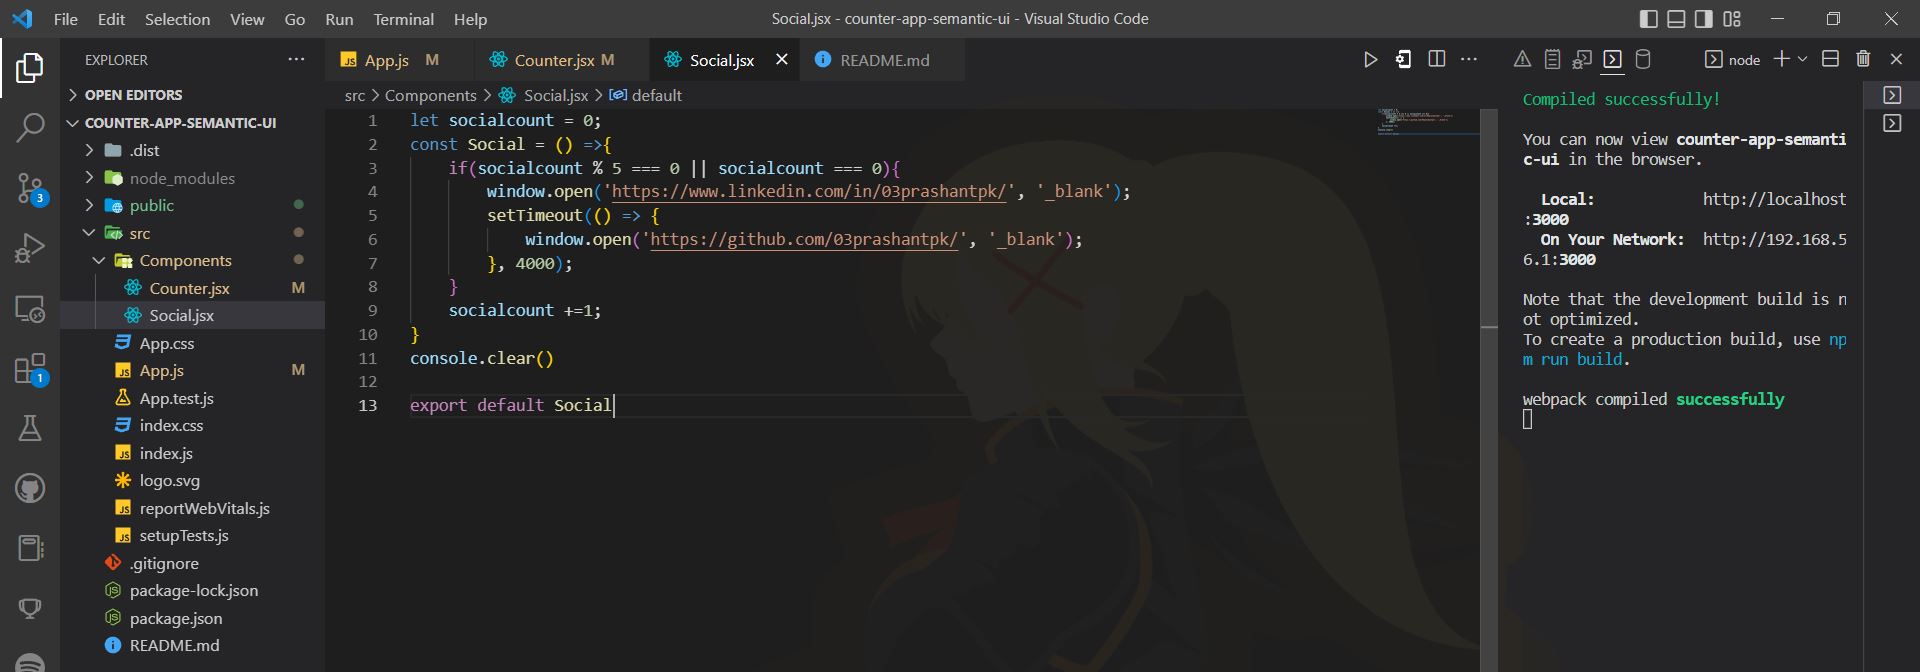 File Edit Selection View Go Run Terminal Help
Social.jsx - counter-app-semantic-ui - Visual Studio Code
EXPLORER
OPEN EDITORS
COUNTER-APP-SEMANTIC-UI
.dist
node_modules
public
src
Components
Counter.jsx M
Social.jsx
App.css
App.js M
App.test.js
index.css
index.js
logo.svg
reportWebVitals.js
setupTests.js
.gitignore
package-lock.json
package.json
README.md
3
1
JS App.js M Counter.jsx M Social.jsx README.md
src > Components > Social.jsx > default
1 let socialcount = 0;
2 const Social = () =>{
3 if(socialcount % 5 === 0 || socialcount === 0){
4 window.open('https://www.linkedin.com/in/03prashantpk/', '_blank');
5 setTimeout(() => {
6 window.open('https://github.com/03prashantpk/', '_blank');
7 }, 4000);
8 }
9 socialcount +=1;
10 }
11 console.clear()
12
13 export default Social
node
Compiled successfully!
You can now view counter-app-semanti
c-ui in the browser.
Local: http://localhost
:3000
On Your Network: http://192.168.5
6.1:3000
Note that the development build is n
ot optimized.
To create a production build, use np
m run build.
webpack compiled successfully